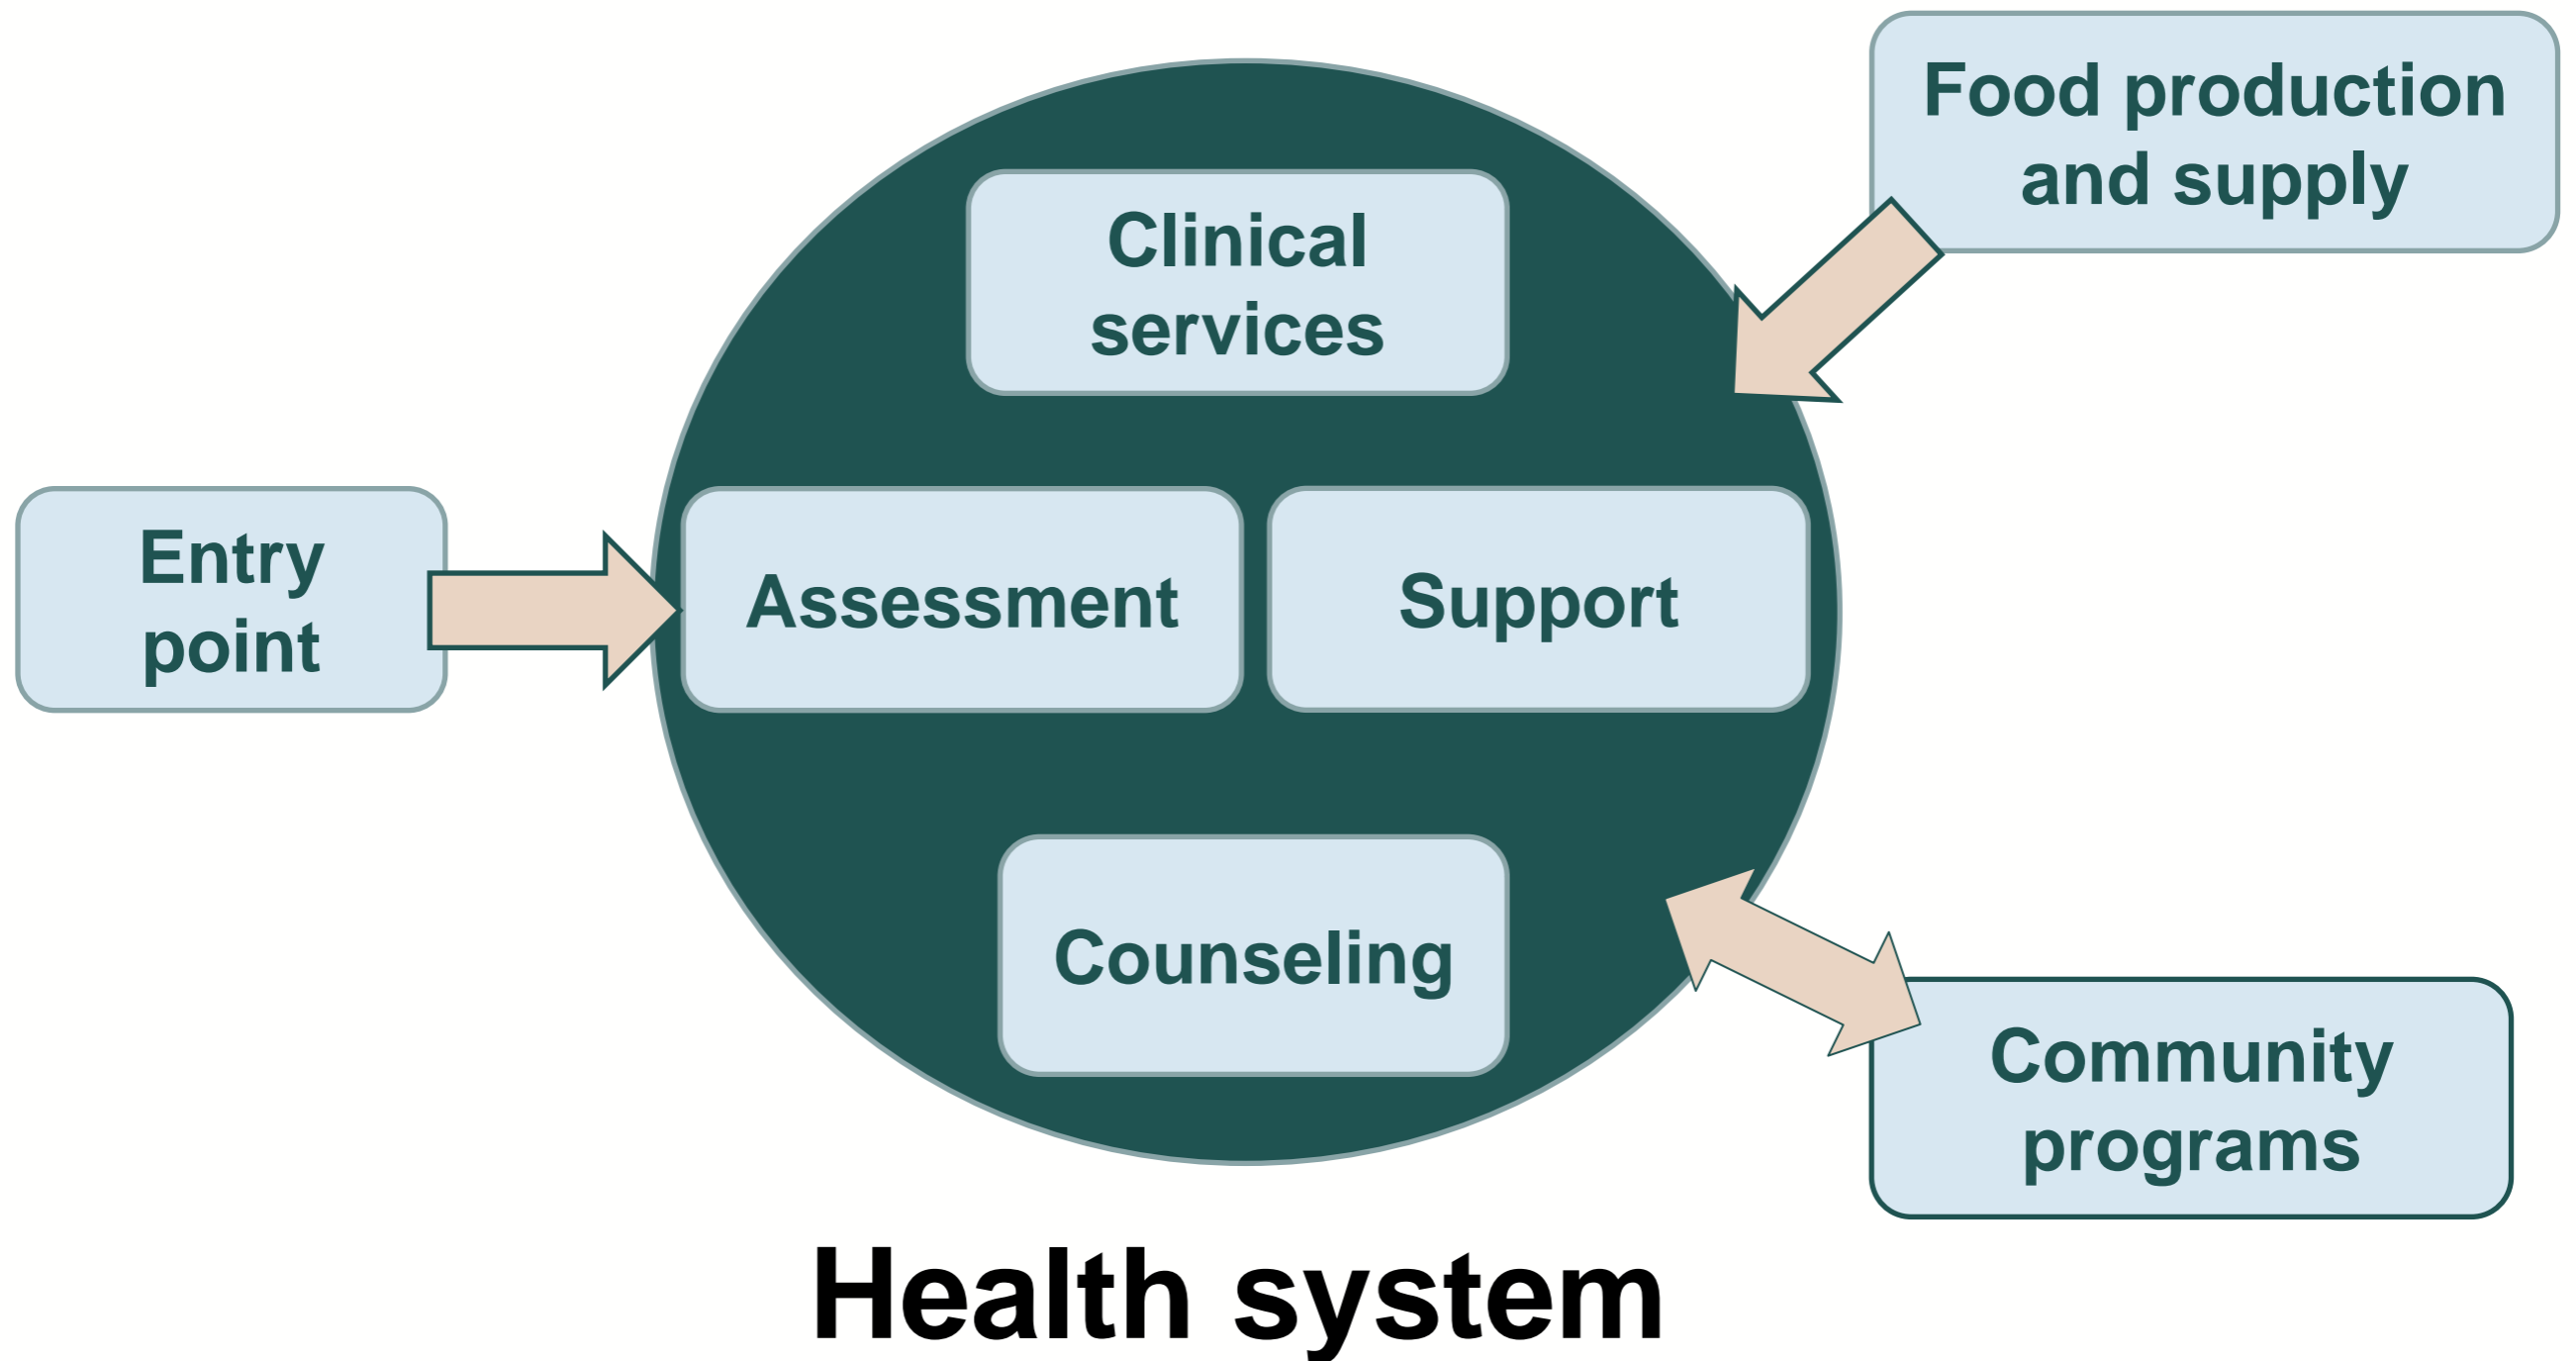 Food production
and supply
Clinical
services
Entry
point
Assessment
Support
Counseling
Community
programs
Health system